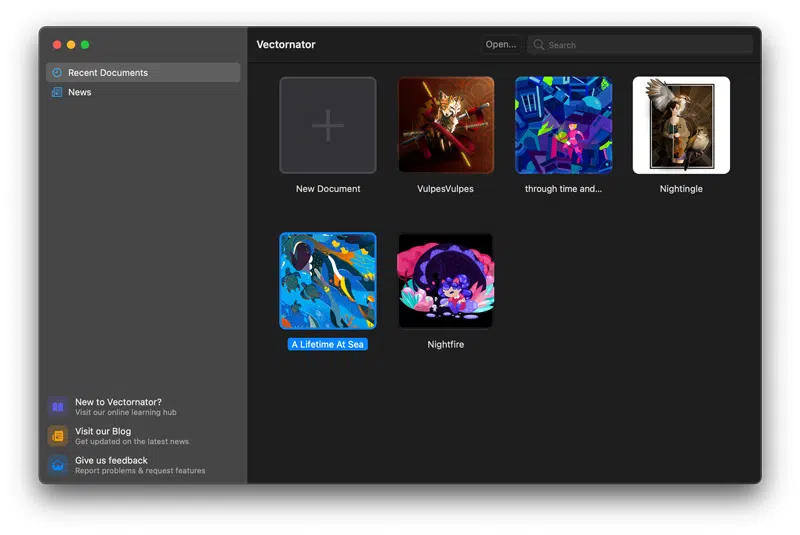 Vectornator
Open...
Search
Recent Documents
News
New Document
VulpesVulpes
through time and...
Nightingle
A Lifetime At Sea
Nightfire
New to Vectornator?
Visit our online learning hub
Visit our Blog
Get updated on the latest news
Give us feedback
Report problems & request features